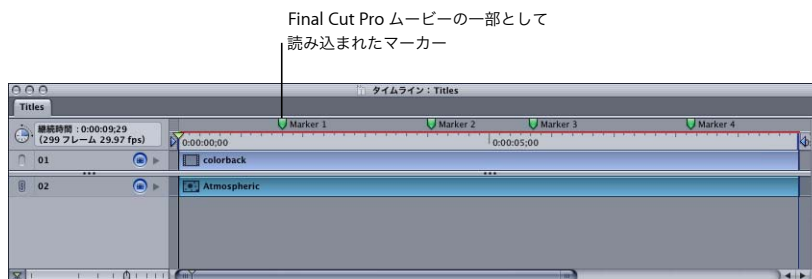 Final Cut Pro ムービーの一部として
読み込まれたマーカー
タイムライン：Titles
Titles
継続時間：0:00:09;29
(299 フレーム 29.97 fps)
Marker 1
Marker 2
Marker 3
Marker 4
0:00:00;00
0:00:05;00
01
colorback
02
Atmospheric